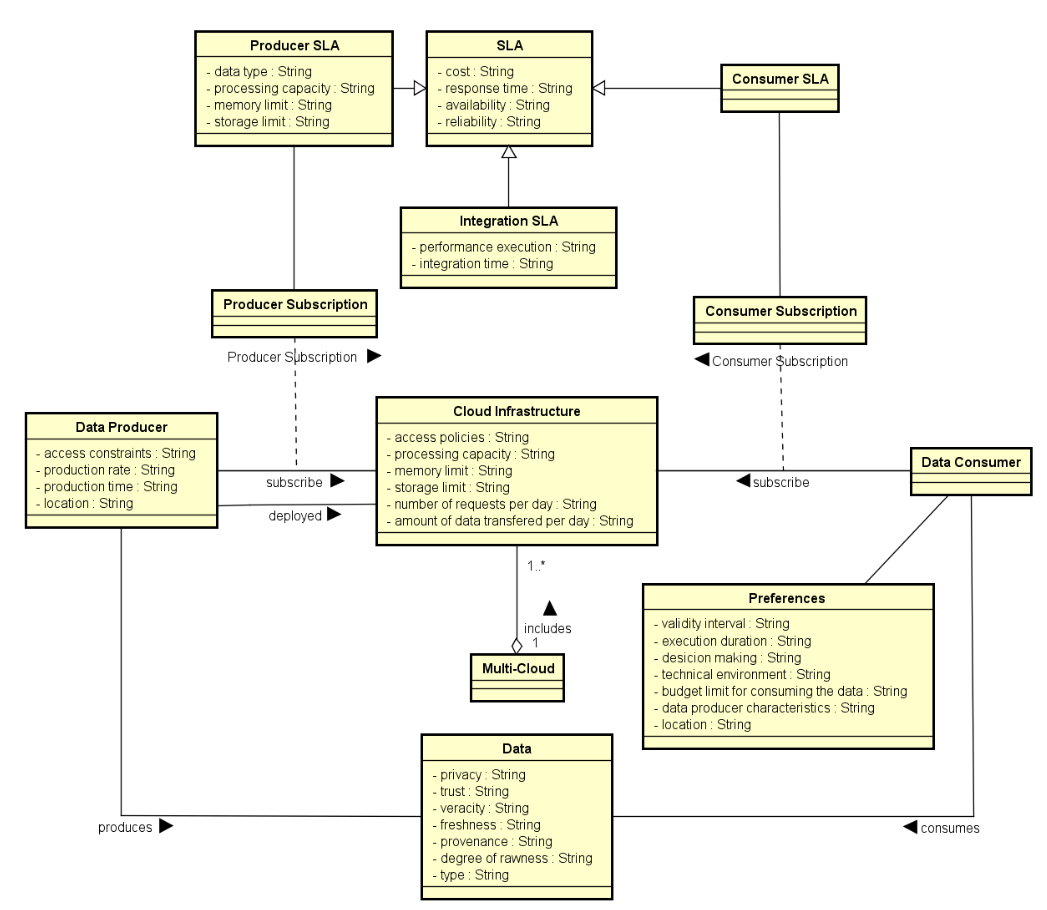 Producer SLA
- data type : String
- processing capacity : String
- memory limit : String
- storage limit : String
SLA
- cost : String
- response time : String
- availability : String
- reliability : String
Consumer SLA
Integration SLA
- performance execution : String
- integration time : String
Producer Subscription
Producer Subscription
Consumer Subscription
Consumer Subscription
Data Producer
- access constraints : String
- production rate : String
- production time : String
- location : String
subscribe
deployed
Cloud Infrastructure
- access policies : String
- processing capacity : String
- memory limit : String
- storage limit : String
- number of requests per day : String
- amount of data transfered per day : String
subscribe
Data Consumer
1..*
includes
1
Multi-Cloud
Preferences
- validity interval : String
- execution duration : String
- desicion making : String
- technical environment : String
- budget limit for consuming the data : String
- data producer characteristics : String
- location : String
Data
- privacy : String
- trust : String
- veracity : String
- freshness : String
- provenance : String
- degree of rawness : String
- type : String
produces
consumes